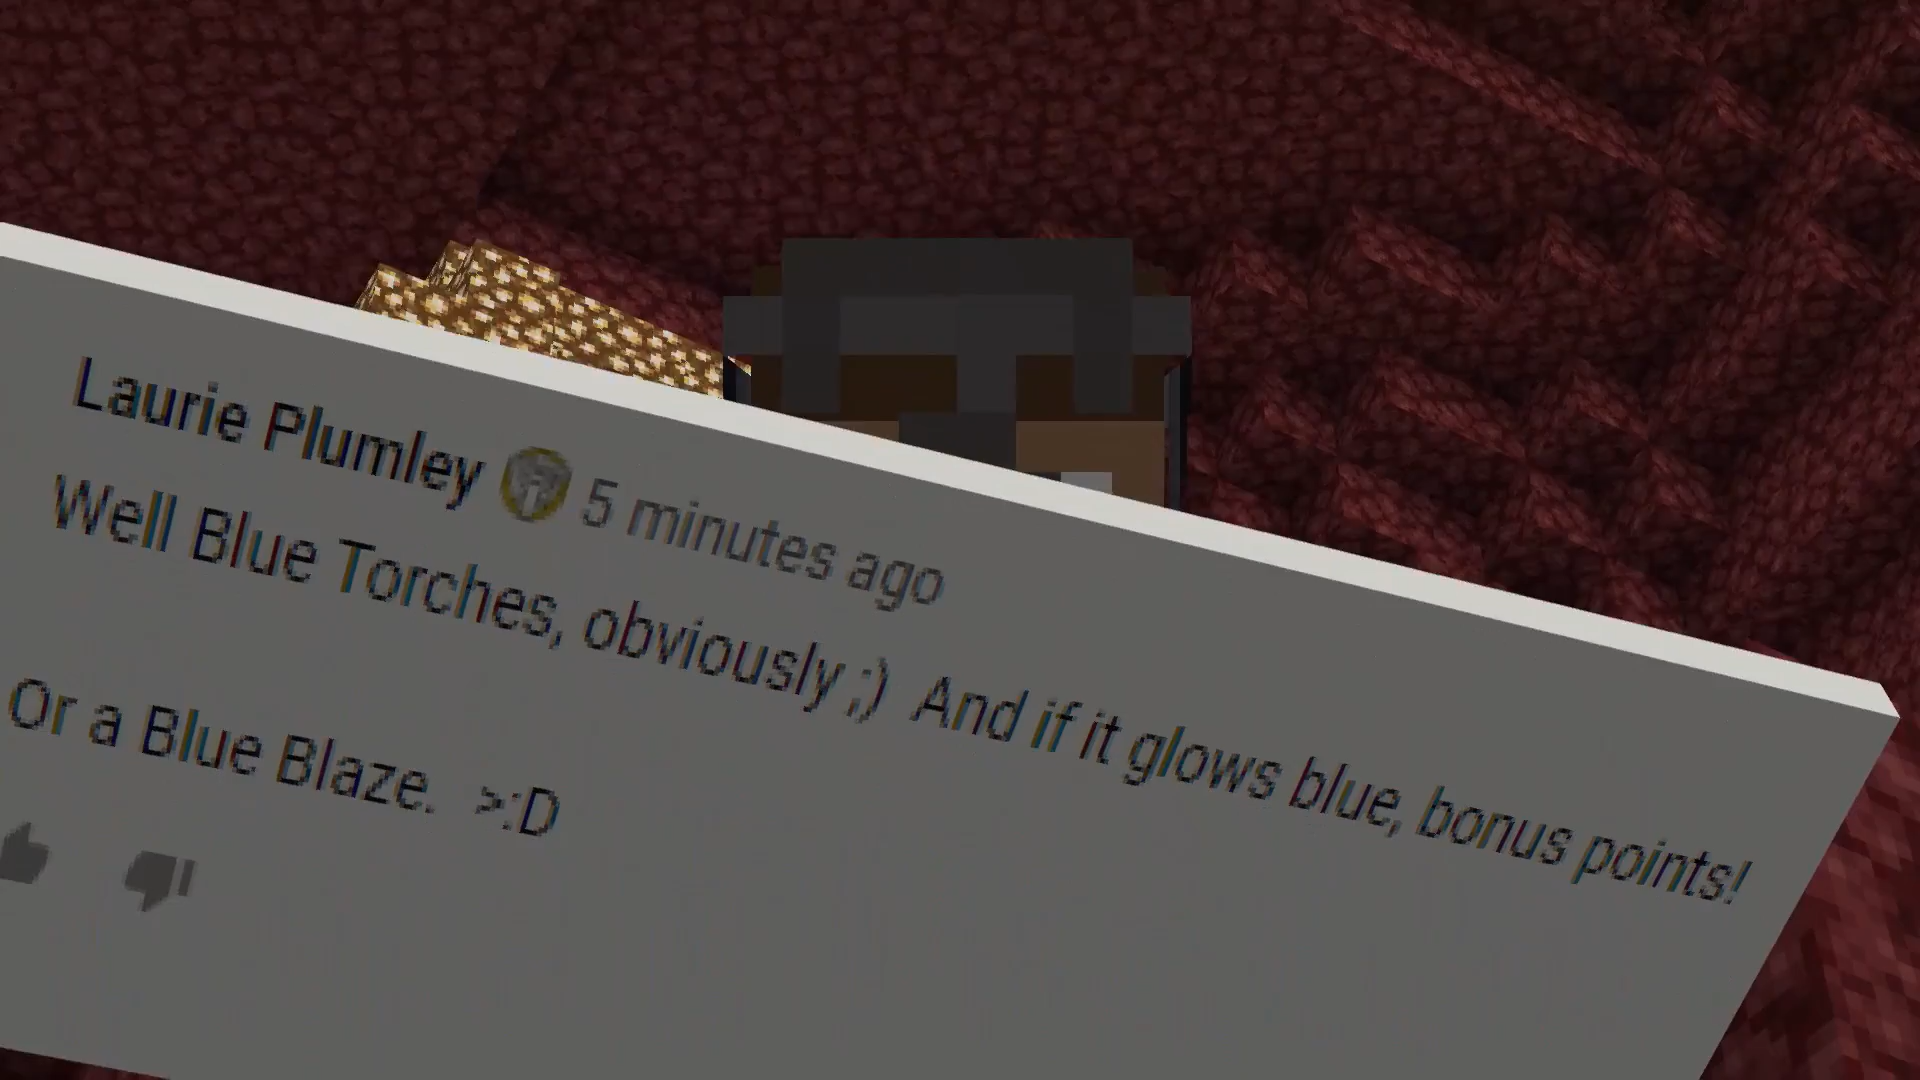 Laurie Plumley 5 minutes ago
Well Blue Torches, obviously ;) And if it glows blue, bonus points!
Or a Blue Blaze. >:D